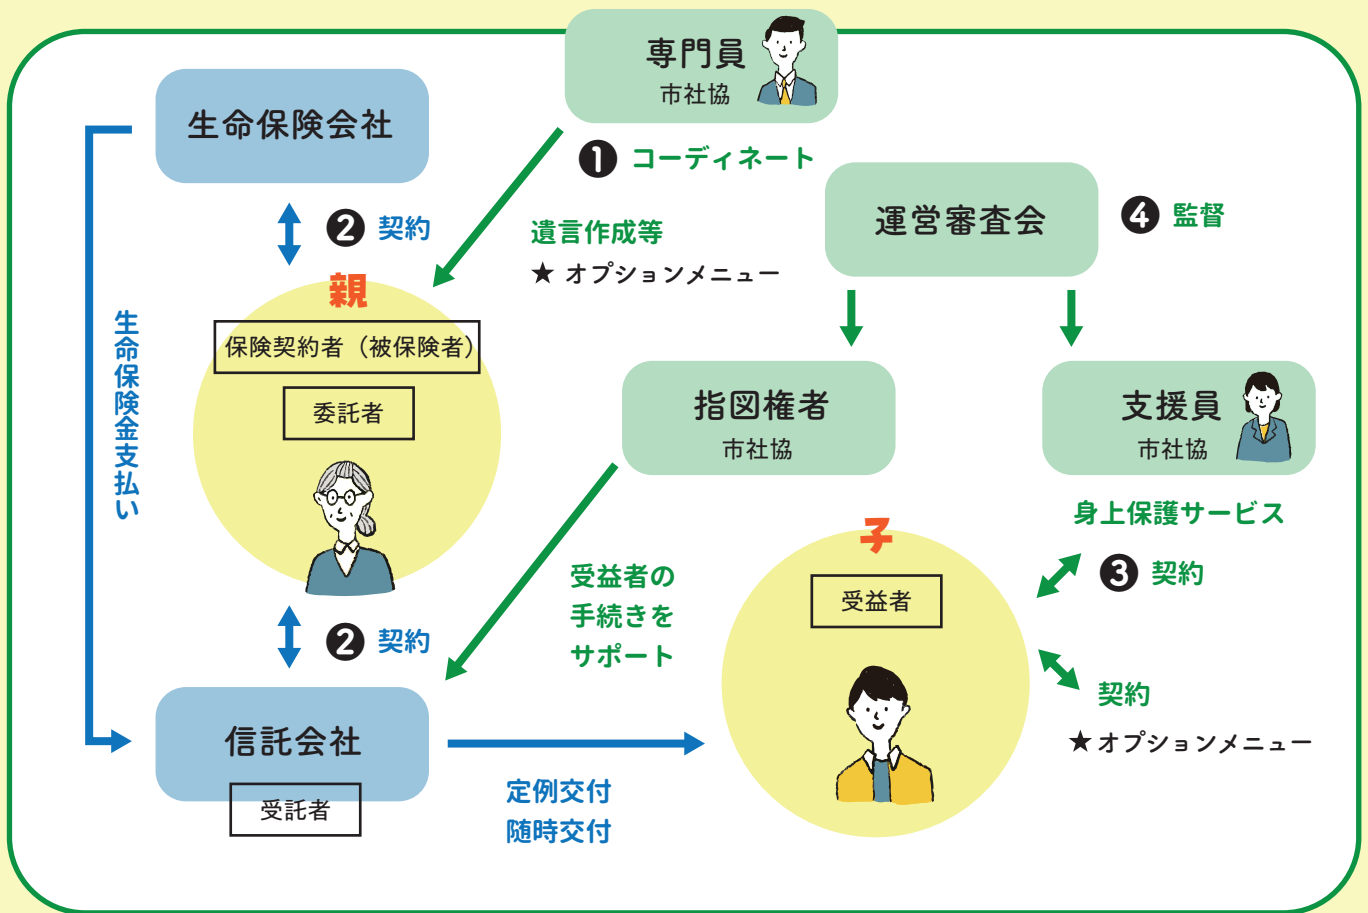 専門員
市社協
生命保険会社
❶ コーディネート
運営審査会
❹ 監督
❷ 契約
遺言作成等
★ オプションメニュー
親
保険契約者（被保険者）
委託者
生命保険金支払い
指図権者
市社協
支援員
市社協
身上保護サービス
子
受益者の
手続きを
サポート
❸ 契約
受益者
❷ 契約
契約
★オプションメニュー
信託会社
受託者
定例交付
随時交付